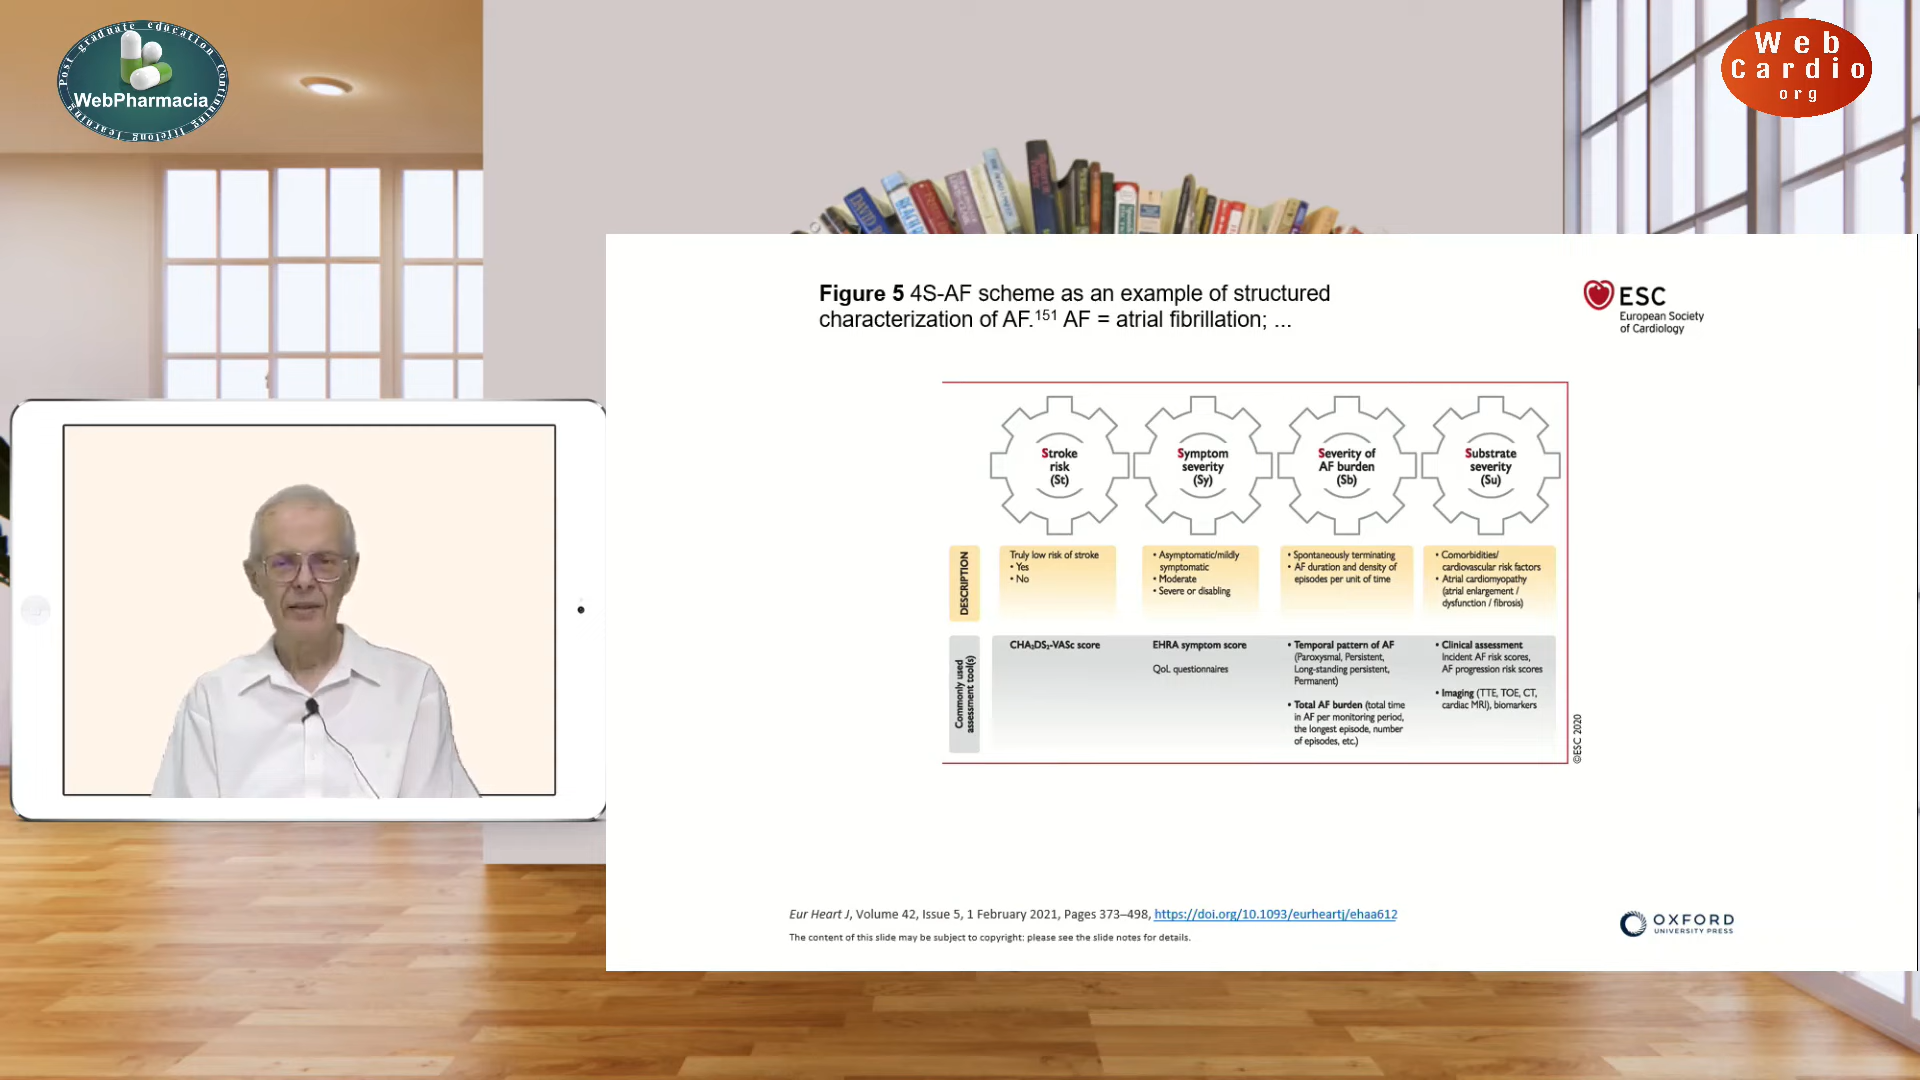 Post graduate education Continuing lifelong learning
WebPharmacia
Web
Cardio
org
DAVID
BEACH
Figure 5 4S-AF scheme as an example of structured
characterization of AF.¹⁵¹ AF = atrial fibrillation; ...
ESC
European Society
of Cardiology
Stroke
risk
(St)
Symptom
severity
(Sy)
Severity of
AF burden
(Sb)
Substrate
severity
(Su)
DESCRIPTION
Truly low risk of stroke
• Yes
• No
• Asymptomatic/mildly
symptomatic
• Moderate
• Severe or disabling
• Spontaneously terminating
• AF duration and density of
episodes per unit of time
• Comorbidities/
cardiovascular risk factors
• Atrial cardiomyopathy
(atrial enlargement /
dysfunction / fibrosis)
Commonly used
assessment tool(s)
CHA₂DS₂-VASc score
EHRA symptom score
QoL questionnaires
• Temporal pattern of AF
(Paroxysmal, Persistent,
Long-standing persistent,
Permanent)
• Total AF burden (total time
in AF per monitoring period,
the longest episode, number
of episodes, etc.)
• Clinical assessment
Incident AF risk scores,
AF progression risk scores
• Imaging (TTE, TOE, CT,
cardiac MRI), biomarkers
©ESC 2020
Eur Heart J, Volume 42, Issue 5, 1 February 2021, Pages 373–498, https://doi.org/10.1093/eurheartj/ehaa612
The content of this slide may be subject to copyright: please see the slide notes for details.
OXFORD
UNIVERSITY PRESS